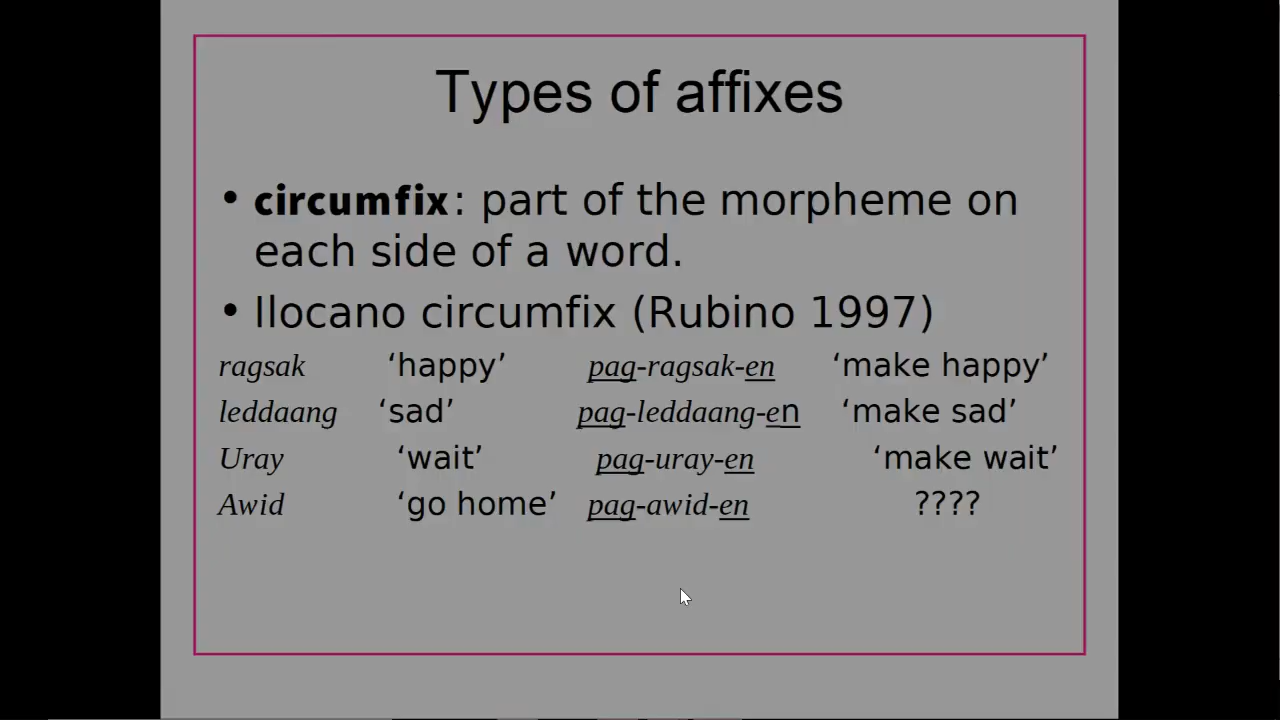 Types of affixes
• circumfix: part of the morpheme on
each side of a word.
• Ilocano circumfix (Rubino 1997)
ragsak ‘happy’ pag-ragsak-en ‘make happy’
leddaang ‘sad’ pag-leddaang-en ‘make sad’
Uray ‘wait’ pag-uray-en ‘make wait’
Awid ‘go home’ pag-awid-en ????